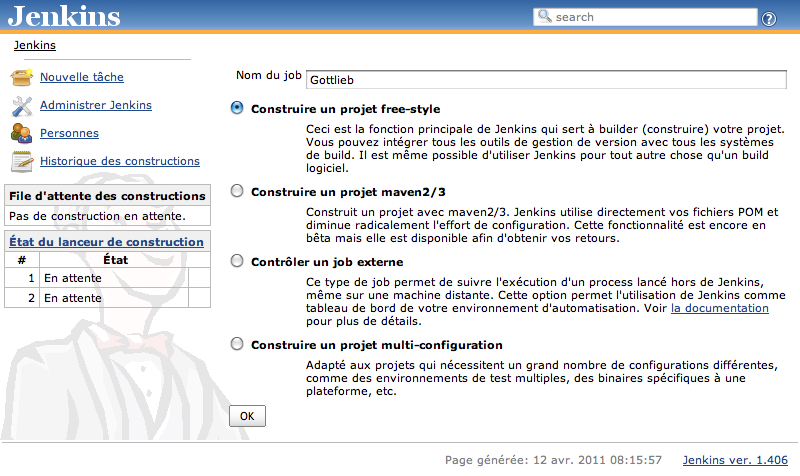 Jenkins
search
Jenkins
Nouvelle tâche
Administrer Jenkins
Personnes
Historique des constructions
File d'attente des constructions
Pas de construction en attente.
État du lanceur de construction
# État
1 En attente
2 En attente
Nom du job Gottlieb
Construire un projet free-style
Ceci est la fonction principale de Jenkins qui sert à builder (construire) votre projet.
Vous pouvez intégrer tous les outils de gestion de version avec tous les systèmes
de build. Il est même possible d'utiliser Jenkins pour tout autre chose qu'un build
logiciel.
Construire un projet maven2/3
Construit un projet avec maven2/3. Jenkins utilise directement vos fichiers POM et
diminue radicalement l'effort de configuration. Cette fonctionnalité est encore en
bêta mais elle est disponible afin d'obtenir vos retours.
Contrôler un job externe
Ce type de job permet de suivre l'exécution d'un process lancé hors de Jenkins,
même sur une machine distante. Cette option permet l'utilisation de Jenkins comme
tableau de bord de votre environnement d'automatisation. Voir la documentation
pour plus de détails.
Construire un projet multi-configuration
Adapté aux projets qui nécessitent un grand nombre de configurations différentes,
comme des environnements de test multiples, des binaires spécifiques à une
plateforme, etc.
OK
Page générée: 12 avr. 2011 08:15:57 Jenkins ver. 1.406